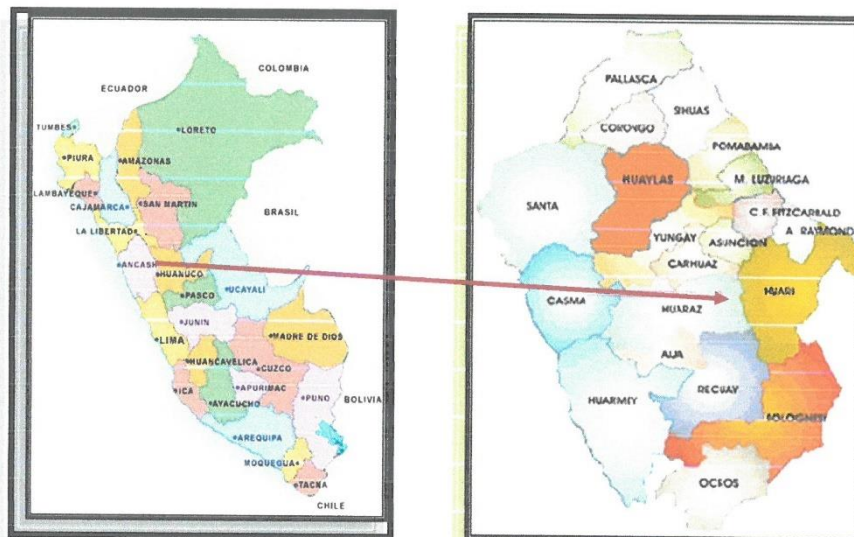 COLOMBIA
ECUADOR
TUMBES
LORETO
PIURA
AMAZONAS
LAMBAYEQUE
CAJAMARCA
SAN MARTIN
BRASIL
LA LIBERTAD
ANCASH
HUANUCO
PASCO
UCAYALI
JUNIN
LIMA
MADRE DE DIOS
HUANCAVELICA
CUZCO
ICA
APURIMAC
PUNO
BOLIVIA
AYACUCHO
AREQUIPA
MOQUEGUA
TACNA
CHILE
PALLASCA
SIHUAS
CORONGO
POMABAMBA
HUAYLAS
M. LUZURIAGA
SANTA
C. F. FITZCARRALD
A. RAYMOND
YUNGAY
ASUNCION
CARHUAZ
CASMA
HUARI
HUARAZ
AIJA
HUARMEY
RECUAY
BOLOGNESI
OCROS